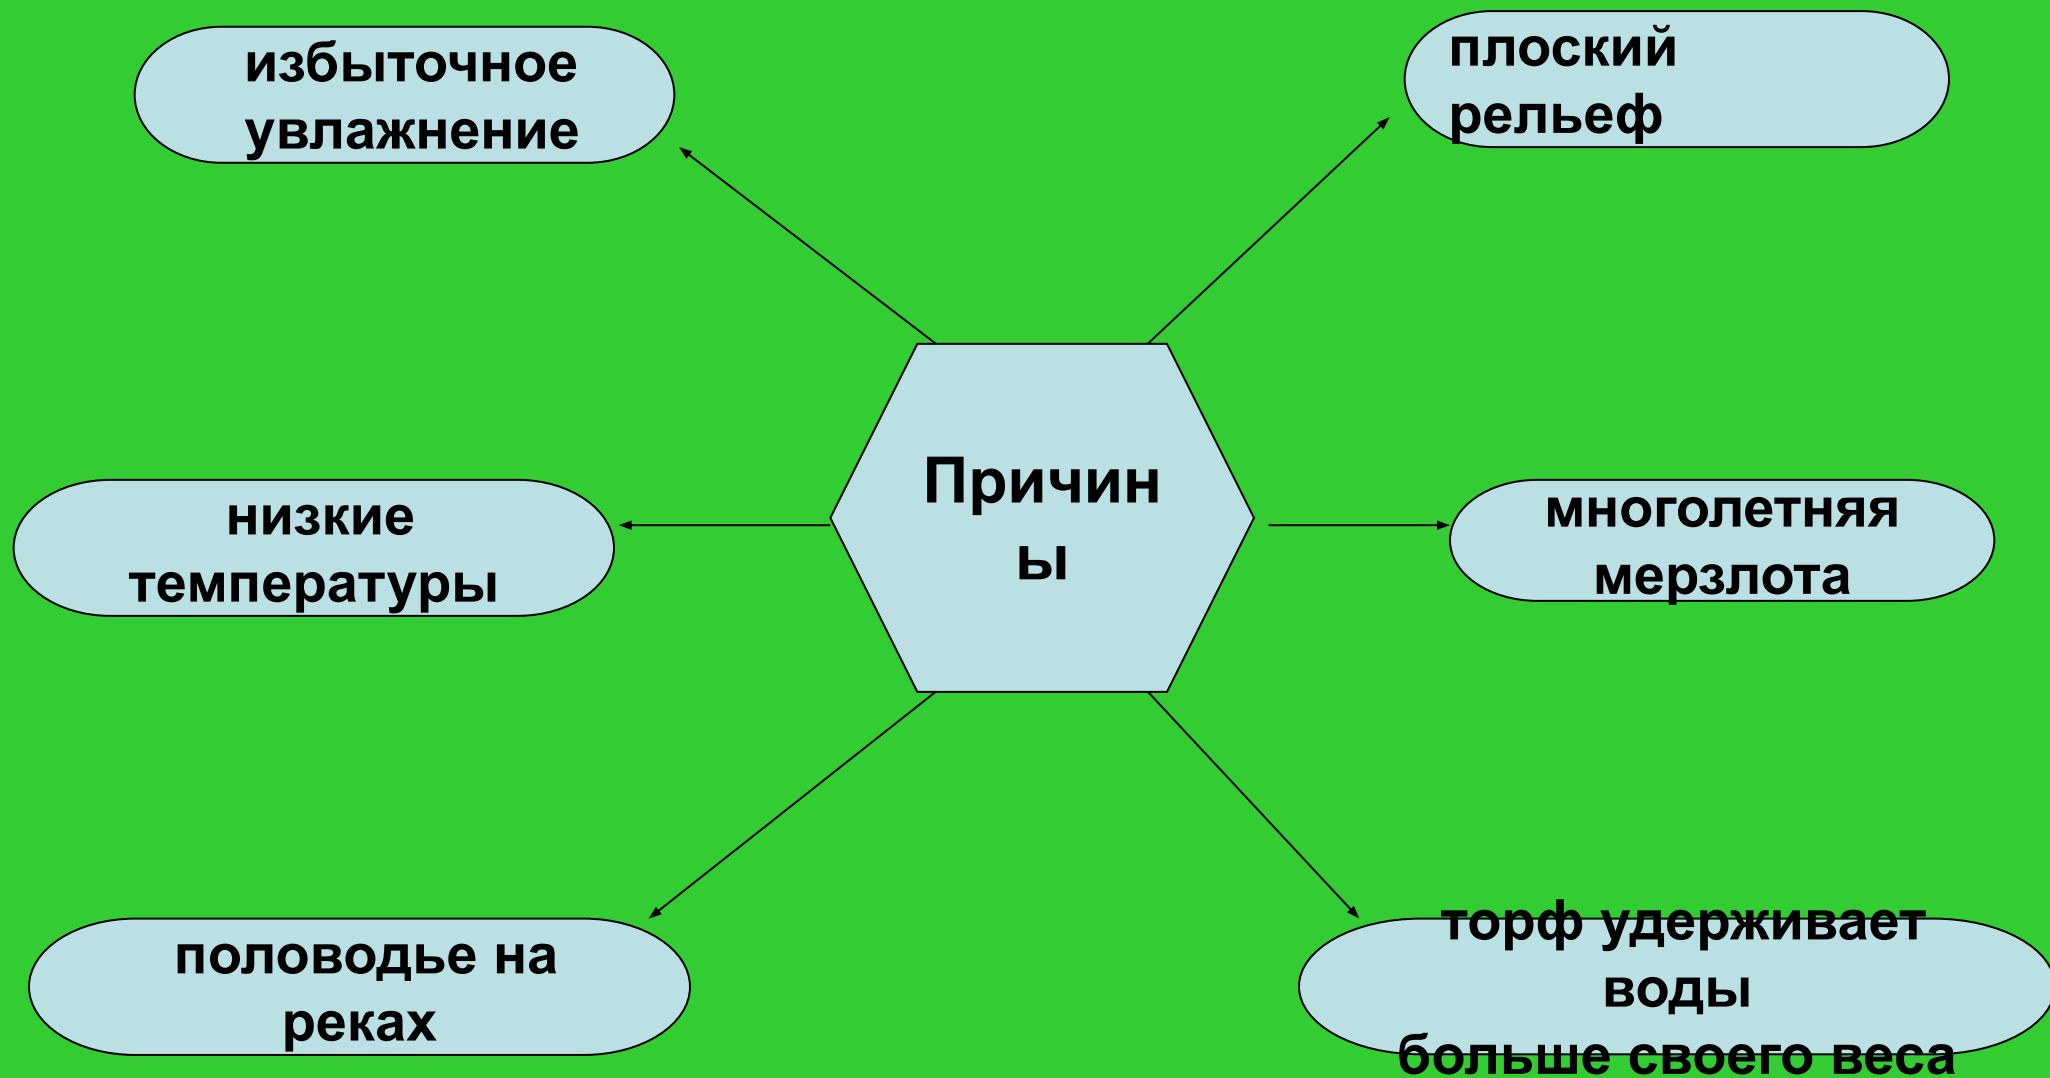 избыточное
увлажнение
плоский
рельеф
Причин
ы
низкие
температуры
многолетняя
мерзлота
половодье на
реках
торф удерживает
воды
больше своего веса